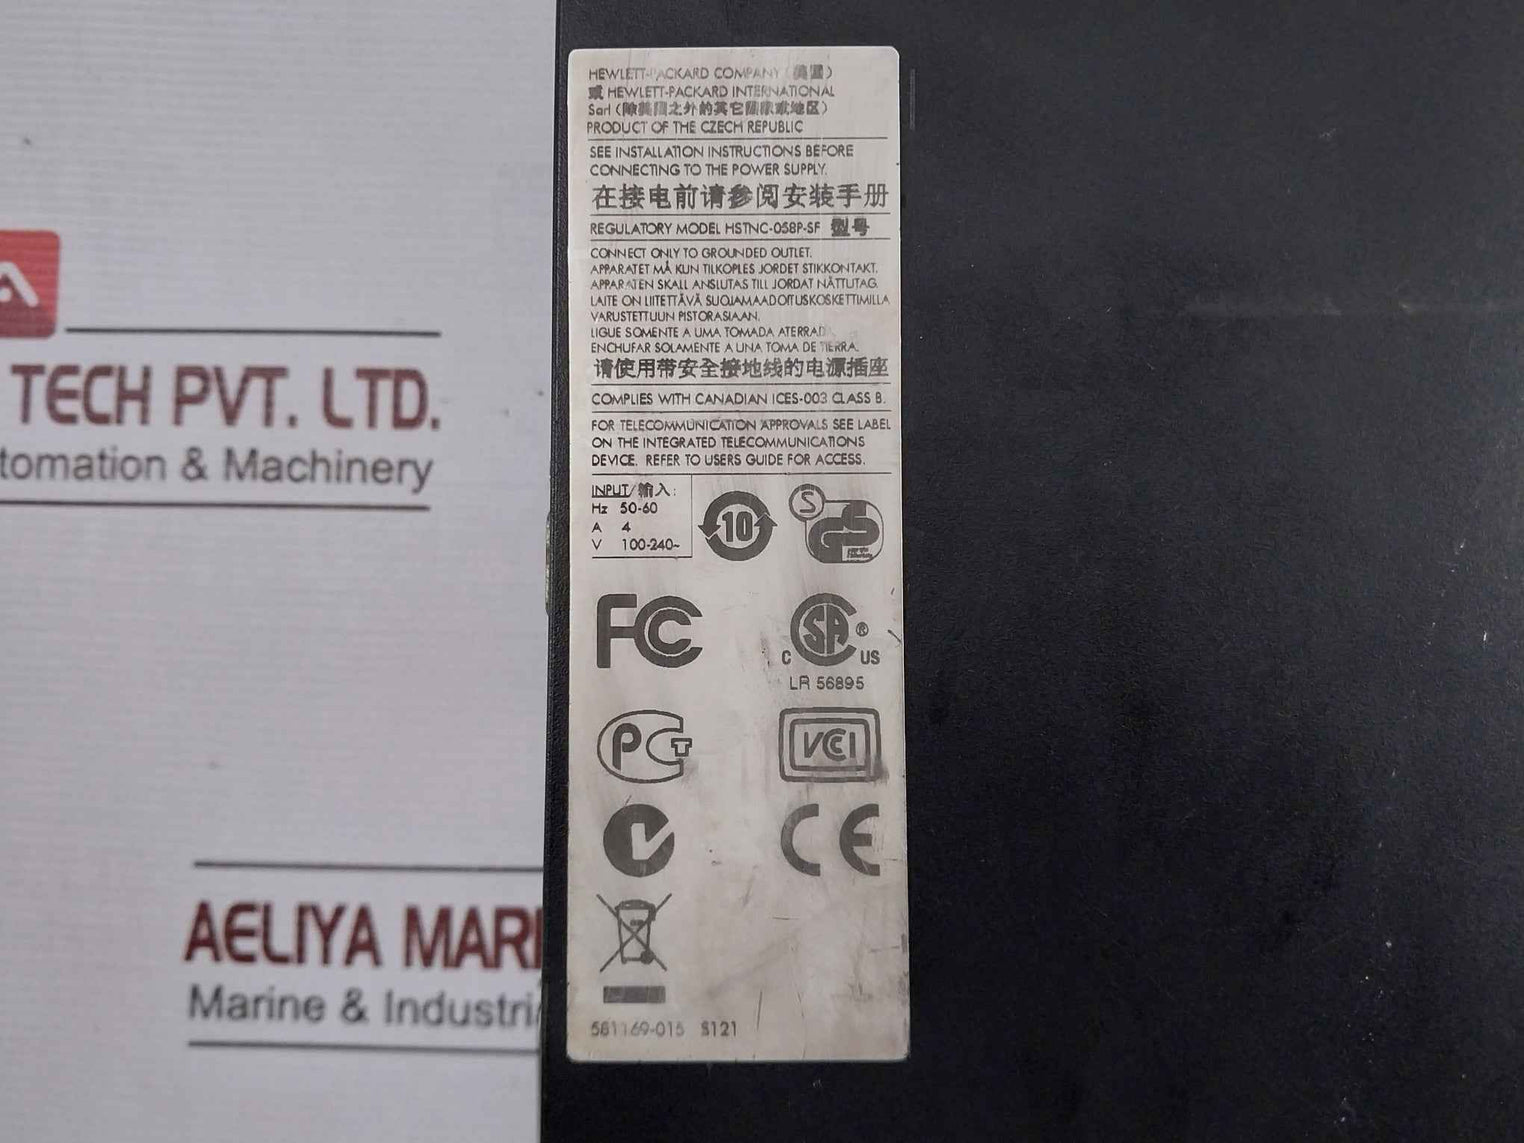 HEWLETT-PACKARD COMPANY (美国)
或 HEWLETT-PACKARD INTERNATIONAL
Sarl (除美国之外的其它国家或地区)
PRODUCT OF THE CZECH REPUBLIC
SEE INSTALLATION INSTRUCTIONS BEFORE
CONNECTING TO THE POWER SUPPLY.
在接电前请参阅安装手册
REGULATORY MODEL HSTNC-058P-SF 型号
CONNECT ONLY TO GROUNDED OUTLET.
APPARATET MÅ KUN TILKOPLES JORDET STIKKONTAKT.
APPARATEN SKALL ANSLUTAS TILL JORDAT NÄTTUTAG.
LAITE ON LIITETTÄVÄ SUOJAMAADOITUSKOSKETTIMILLA
VARUSTETTUUN PISTORASIAAN.
LIGUE SOMENTE A UMA TOMADA ATERRADA.
ENCHUFAR SOLAMENTE A UNA TOMA DE TIERRA.
请使用带安全接地线的电源插座
COMPLIES WITH CANADIAN ICES-003 CLASS B.
FOR TELECOMMUNICATION APPROVALS SEE LABEL
ON THE INTEGRATED TELECOMMUNICATIONS
DEVICE. REFER TO USERS GUIDE FOR ACCESS.
INPUT/输入:
Hz 50-60
A 4
V 100-240~
10
S
FC
SA®
C US
LR 56895
PCT
VCCI
CE
581169-015 S121
A
TECH PVT. LTD.
tomation & Machinery
AELIYA MARI
Marine & Industri